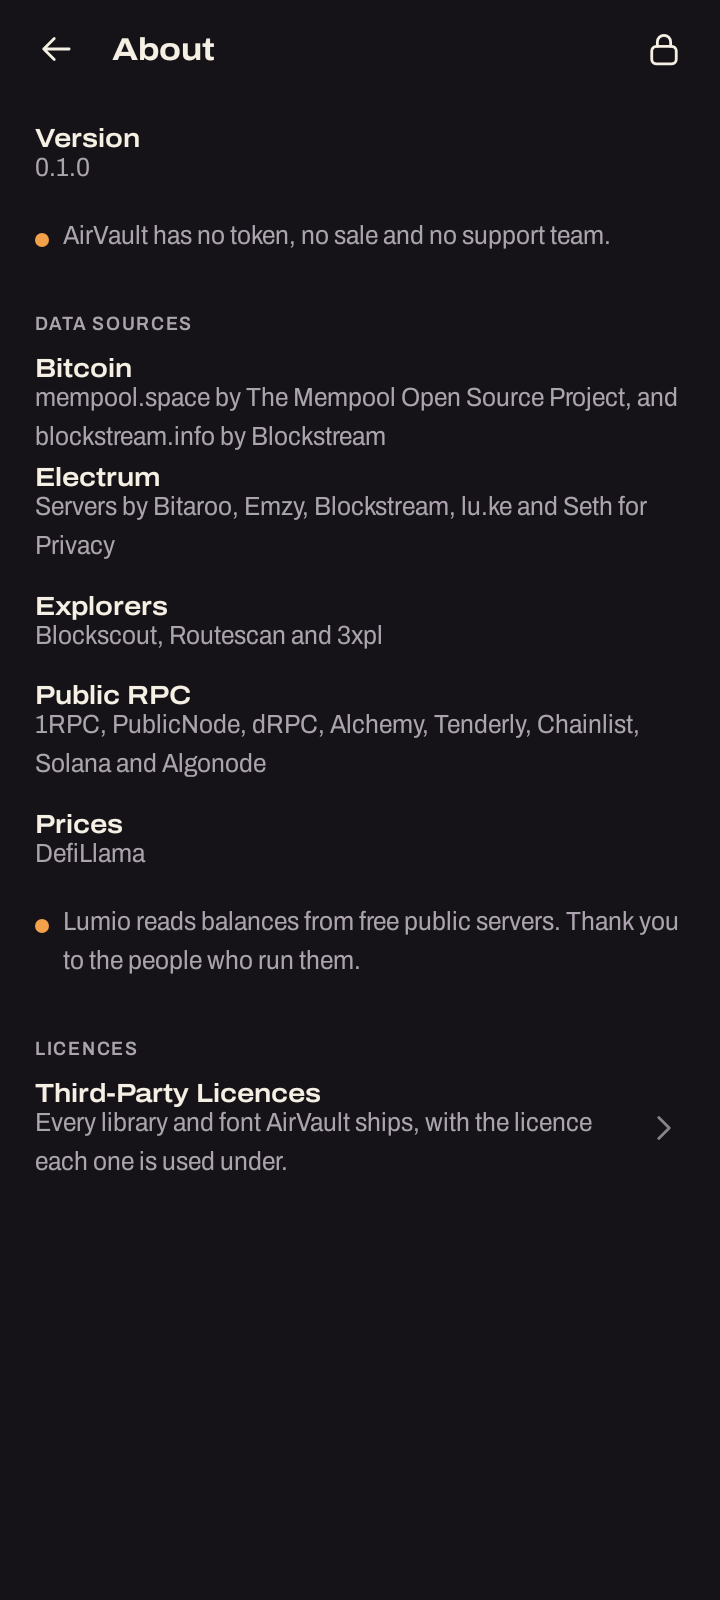 About
Version
0.1.0
AirVault has no token, no sale and no support team.
DATA SOURCES
Bitcoin
mempool.space by The Mempool Open Source Project, and
blockstream.info by Blockstream
Electrum
Servers by Bitaroo, Emzy, Blockstream, lu.ke and Seth for
Privacy
Explorers
Blockscout, Routescan and 3xpl
Public RPC
1RPC, PublicNode, dRPC, Alchemy, Tenderly, Chainlist,
Solana and Algonode
Prices
DefiLlama
Lumio reads balances from free public servers. Thank you
to the people who run them.
LICENCES
Third-Party Licences
Every library and font AirVault ships, with the licence
each one is used under.